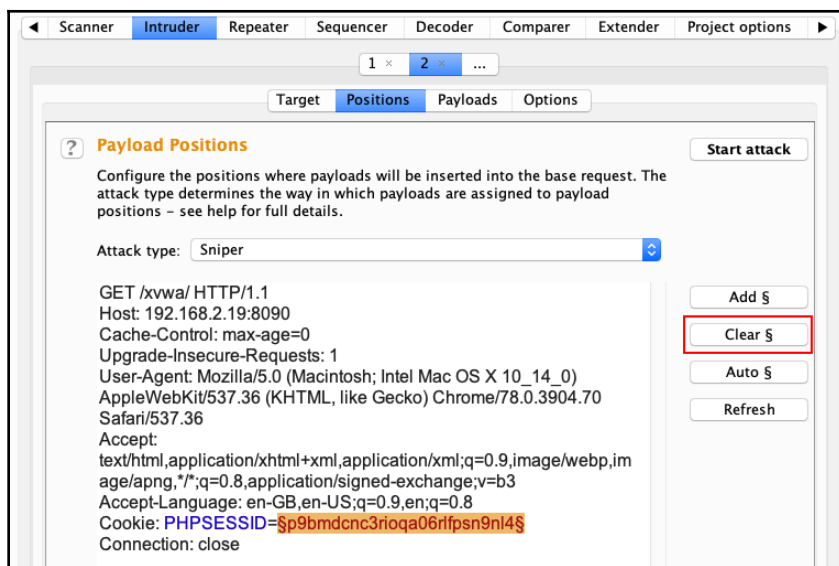 Scanner Intruder Repeater Sequencer Decoder Comparer Extender Project options
1 × 2 × ...
Target Positions Payloads Options
? Payload Positions
Start attack
Configure the positions where payloads will be inserted into the base request. The
attack type determines the way in which payloads are assigned to payload
positions – see help for full details.
Attack type: Sniper
GET /xvwa/ HTTP/1.1
Host: 192.168.2.19:8090
Cache-Control: max-age=0
Upgrade-Insecure-Requests: 1
User-Agent: Mozilla/5.0 (Macintosh; Intel Mac OS X 10_14_0)
AppleWebKit/537.36 (KHTML, like Gecko) Chrome/78.0.3904.70
Safari/537.36
Accept:
text/html,application/xhtml+xml,application/xml;q=0.9,image/webp,im
age/apng,*/*;q=0.8,application/signed-exchange;v=b3
Accept-Language: en-GB,en-US;q=0.9,en;q=0.8
Cookie: PHPSESSID=§p9bmdcnc3rioqa06rlfpsn9nl4§
Connection: close
Add §
Clear §
Auto §
Refresh